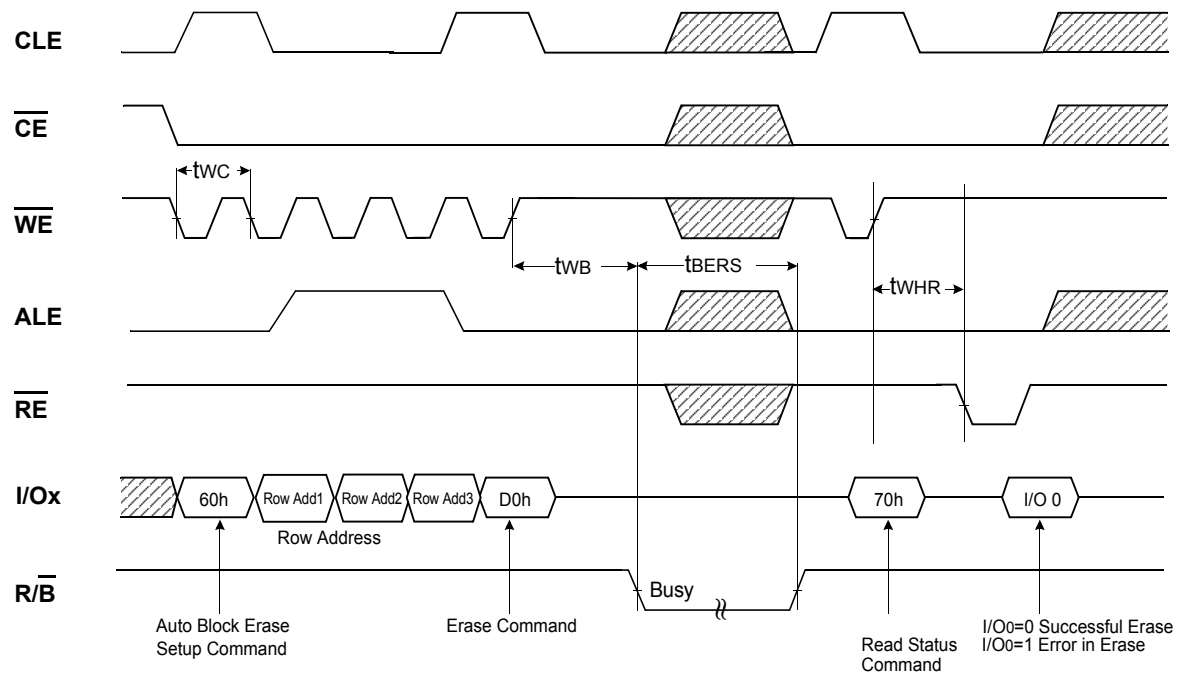 CLE
CE
tWC
WE
tWB
tBERS
tWHR
ALE
RE
I/Ox
60h
Row Add1
Row Add2
Row Add3
D0h
70h
I/O 0
Row Address
R/B
Busy
Auto Block Erase
Setup Command
Erase Command
Read Status
Command
I/O0=0 Successful Erase
I/O0=1 Error in Erase